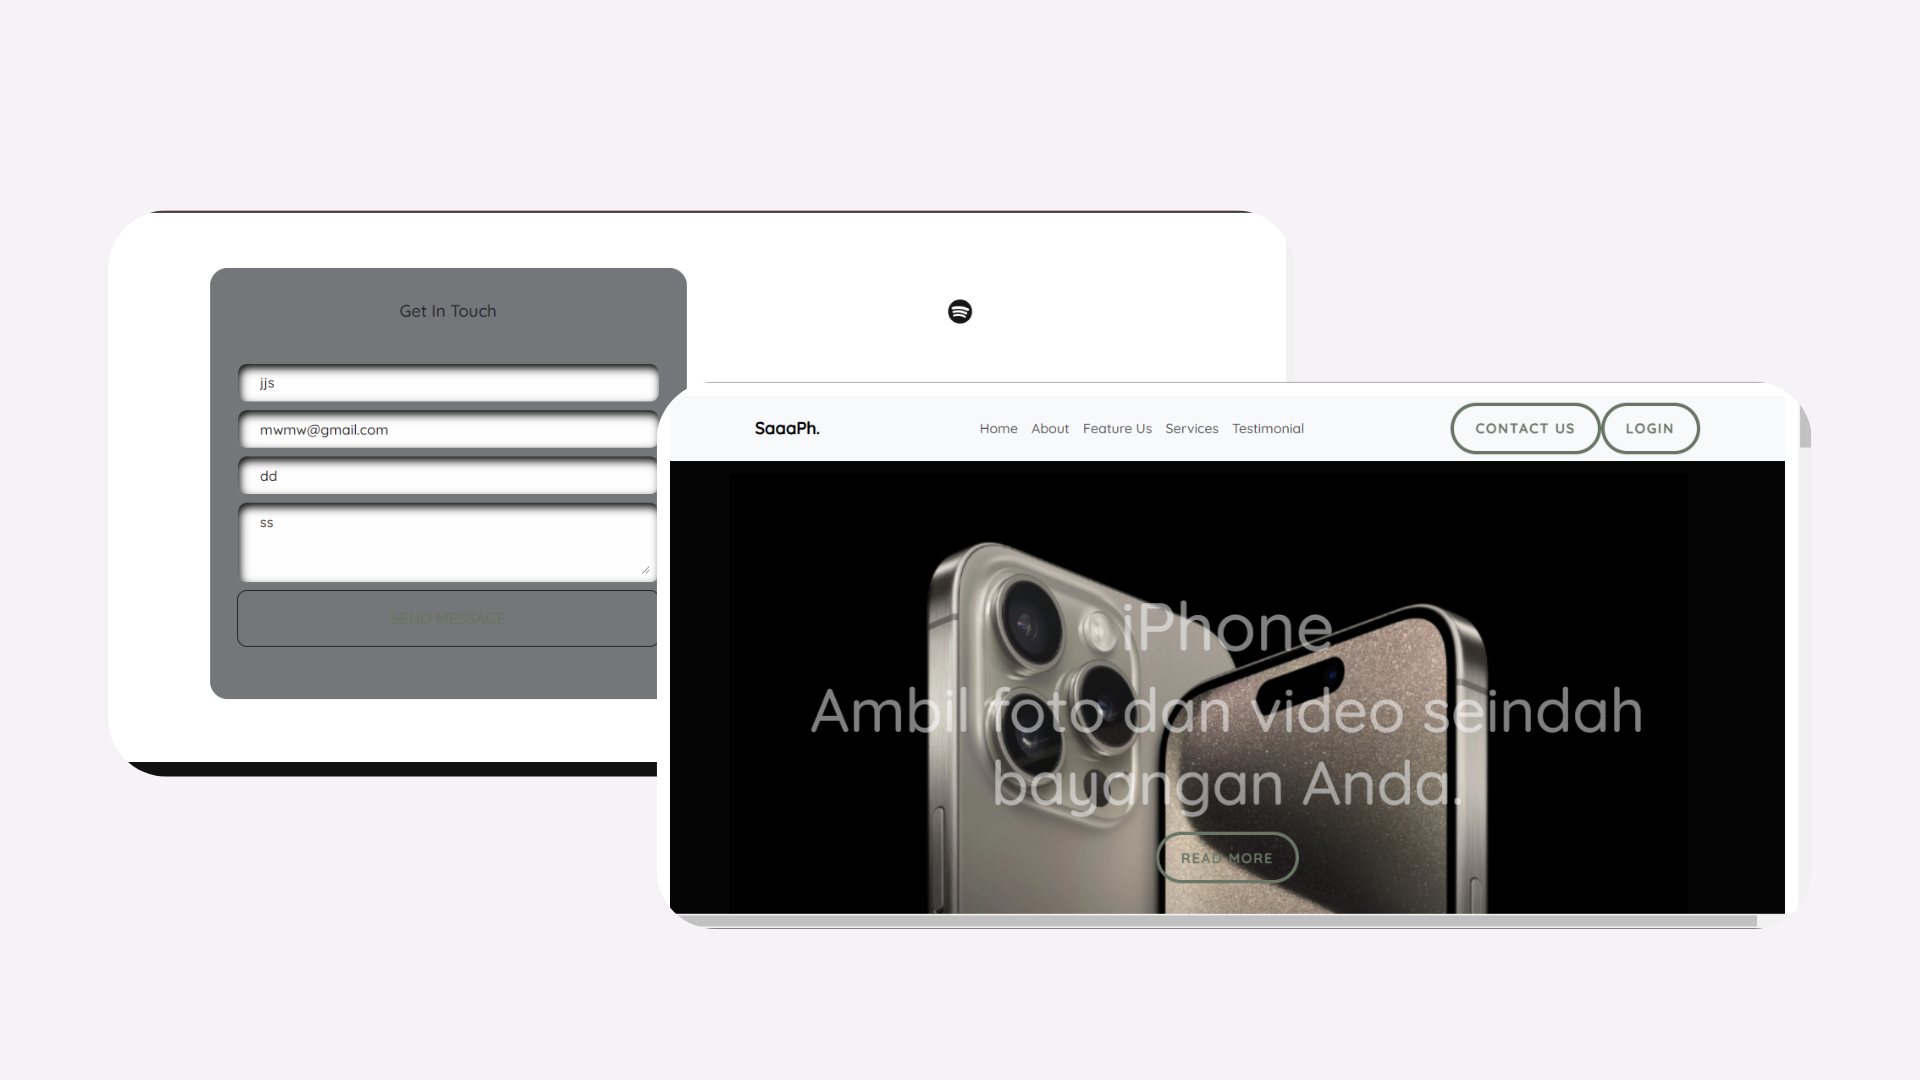 Get In Touch
jjs
mwmw@gmail.com
dd
ss
SEND MESSAGE
SaaaPh.
Home About Feature Us Services Testimonial
CONTACT US LOGIN
iPhone
Ambil foto dan video seindah
bayangan Anda.
READ MORE